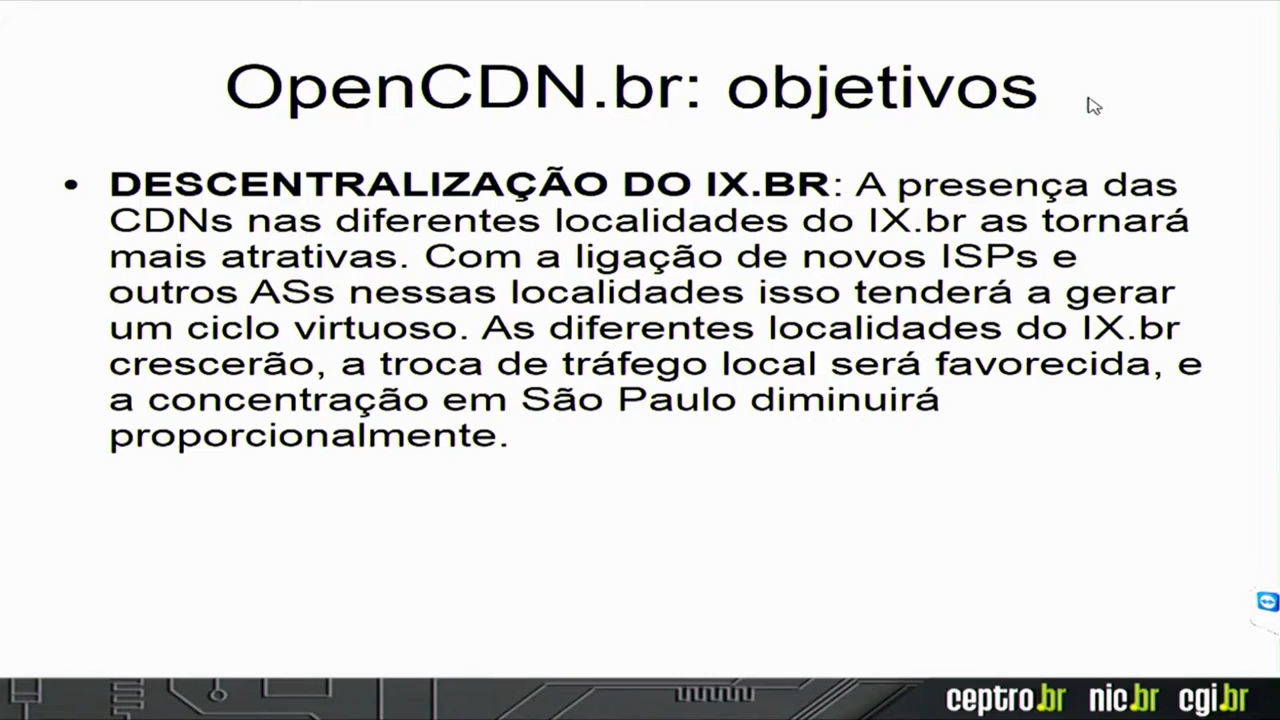 OpenCDN.br: objetivos
• DESCENTRALIZAÇÃO DO IX.BR: A presença das
CDNs nas diferentes localidades do IX.br as tornará
mais atrativas. Com a ligação de novos ISPs e
outros ASs nessas localidades isso tenderá a gerar
um ciclo virtuoso. As diferentes localidades do IX.br
crescerão, a troca de tráfego local será favorecida, e
a concentração em São Paulo diminuirá
proporcionalmente.
ceptro.br nic.br cgi.br